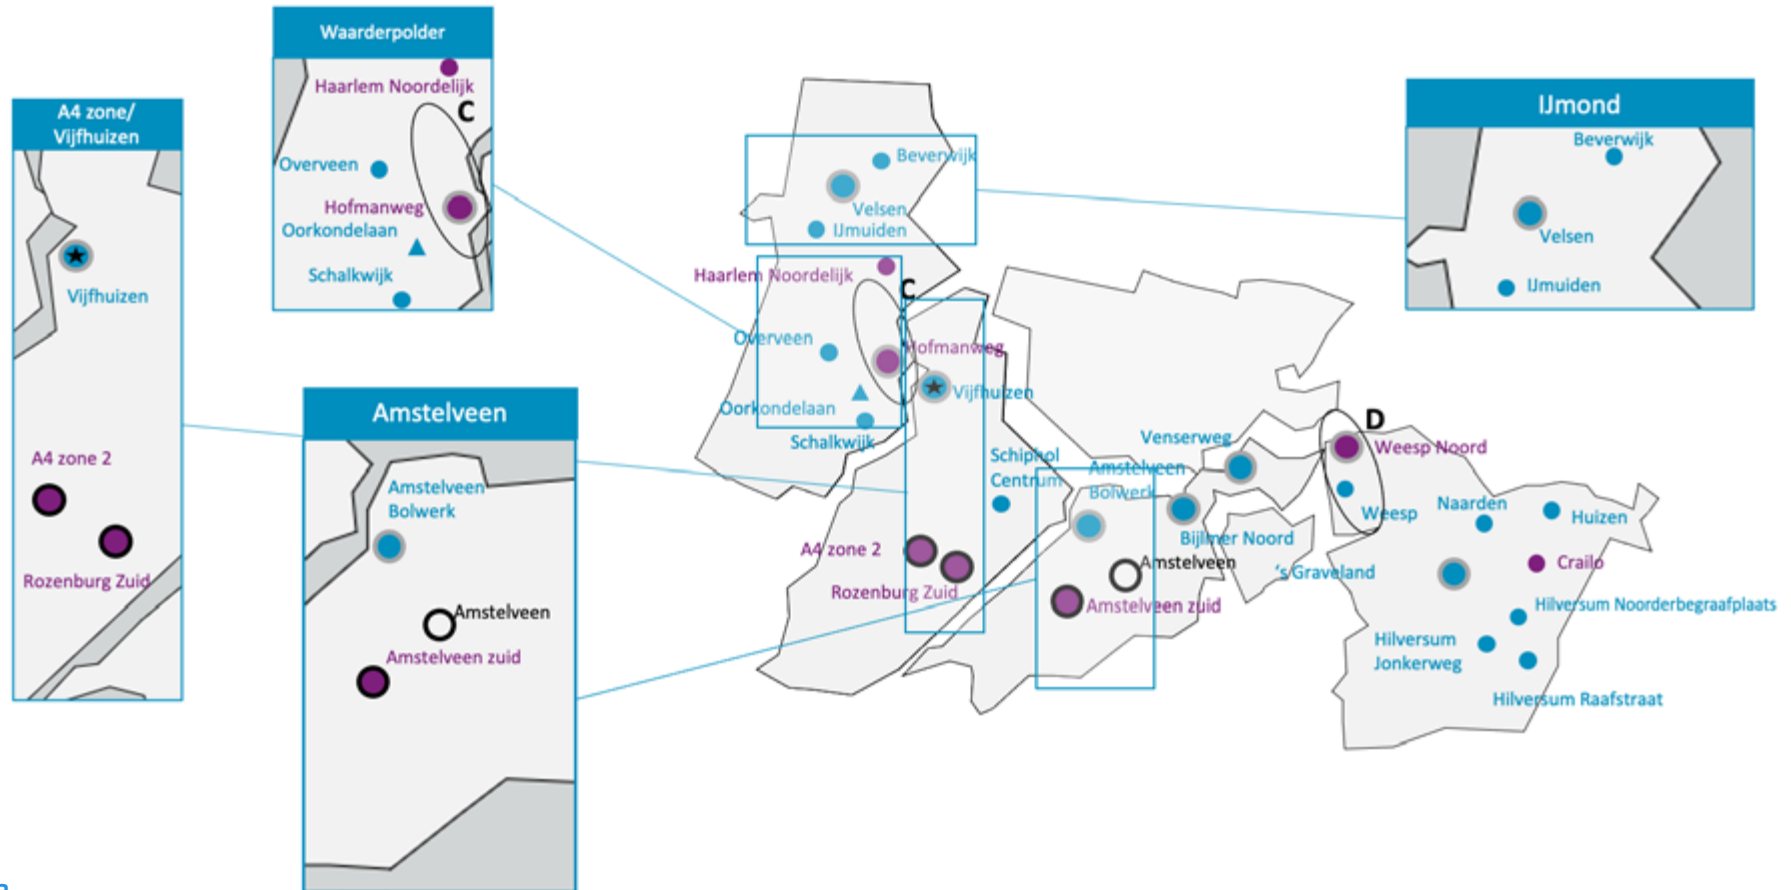 Waarderpolder
Haarlem Noordelijk
C
Overveen
Hofmanweg
Oorkondelaan
Schalkwijk
A4 zone/
Vijfhuizen
Vijfhuizen
A4 zone 2
Rozenburg Zuid
Amstelveen
Amstelveen
Bolwerk
Amstelveen
Amstelveen zuid
IJmond
Beverwijk
Velsen
IJmuiden
Beverwijk
Velsen
IJmuiden
Haarlem Noordelijk
C
Overveen
Hofmanweg
Vijfhuizen
Oorkondelaan
Schalkwijk
Schiphol
Centrum
A4 zone 2
Rozenburg Zuid
Amstelveen
Bolwerk
Venserweg
Bijlmer Noord
Amstelveen
Amstelveen zuid
D
Weesp Noord
Weesp
Naarden
Huizen
's Graveland
Crailo
Hilversum Noorderbegraafplaats
Hilversum
Jonkerweg
Hilversum Raafstraat